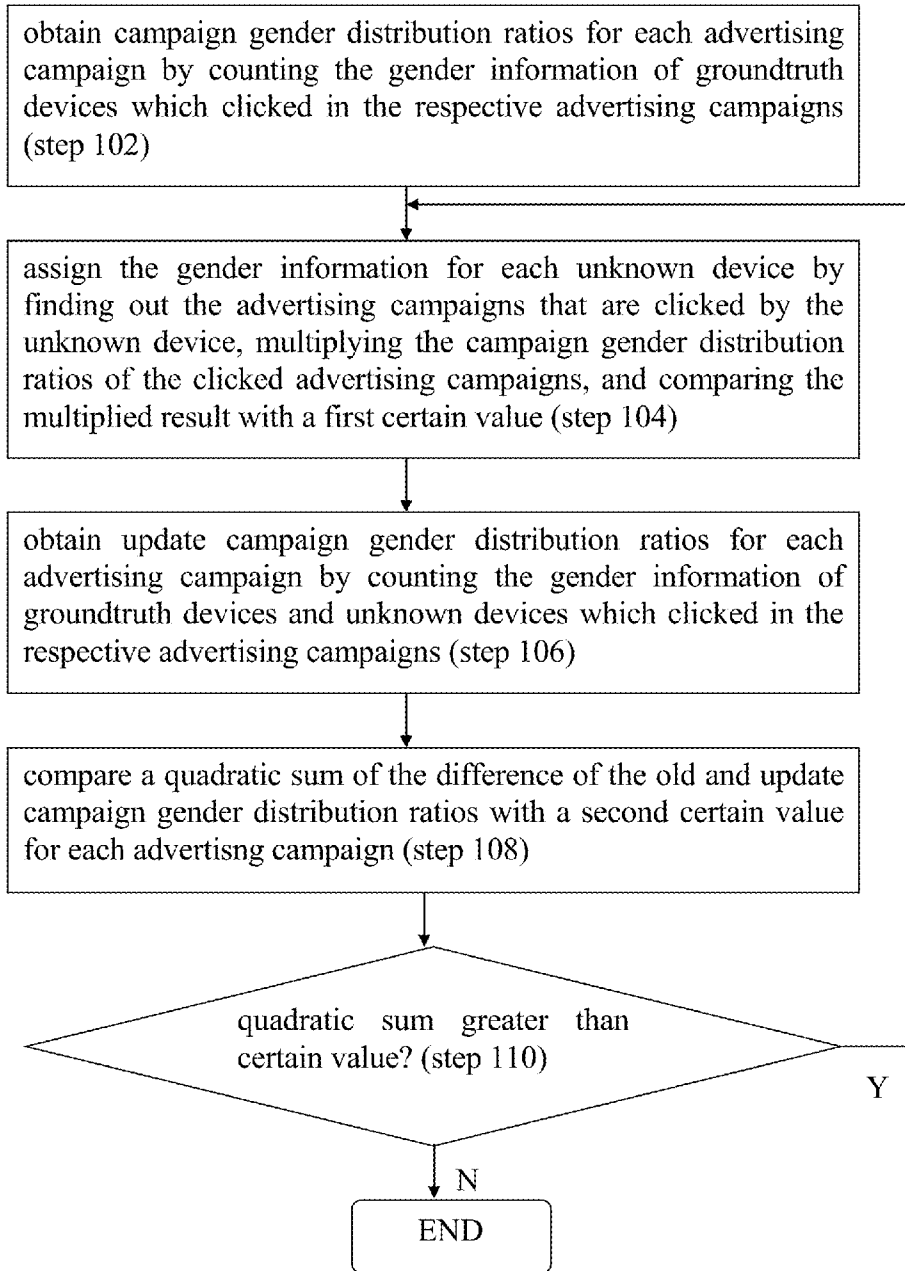 obtain campaign gender distribution ratios for each advertising
campaign by counting the gender information of groundtruth
devices which clicked in the respective advertising campaigns
(step 102)
assign the gender information for each unknown device by
finding out the advertising campaigns that are clicked by the
unknown device, multiplying the campaign gender distribution
ratios of the clicked advertising campaigns, and comparing the
multiplied result with a first certain value (step 104)
obtain update campaign gender distribution ratios for each
advertising campaign by counting the gender information of
groundtruth devices and unknown devices which clicked in the
respective advertising campaigns (step 106)
compare a quadratic sum of the difference of the old and update
campaign gender distribution ratios with a second certain value
for each advertisng campaign (step 108)
quadratic sum greater than
certain value? (step 110)
Y
N
END